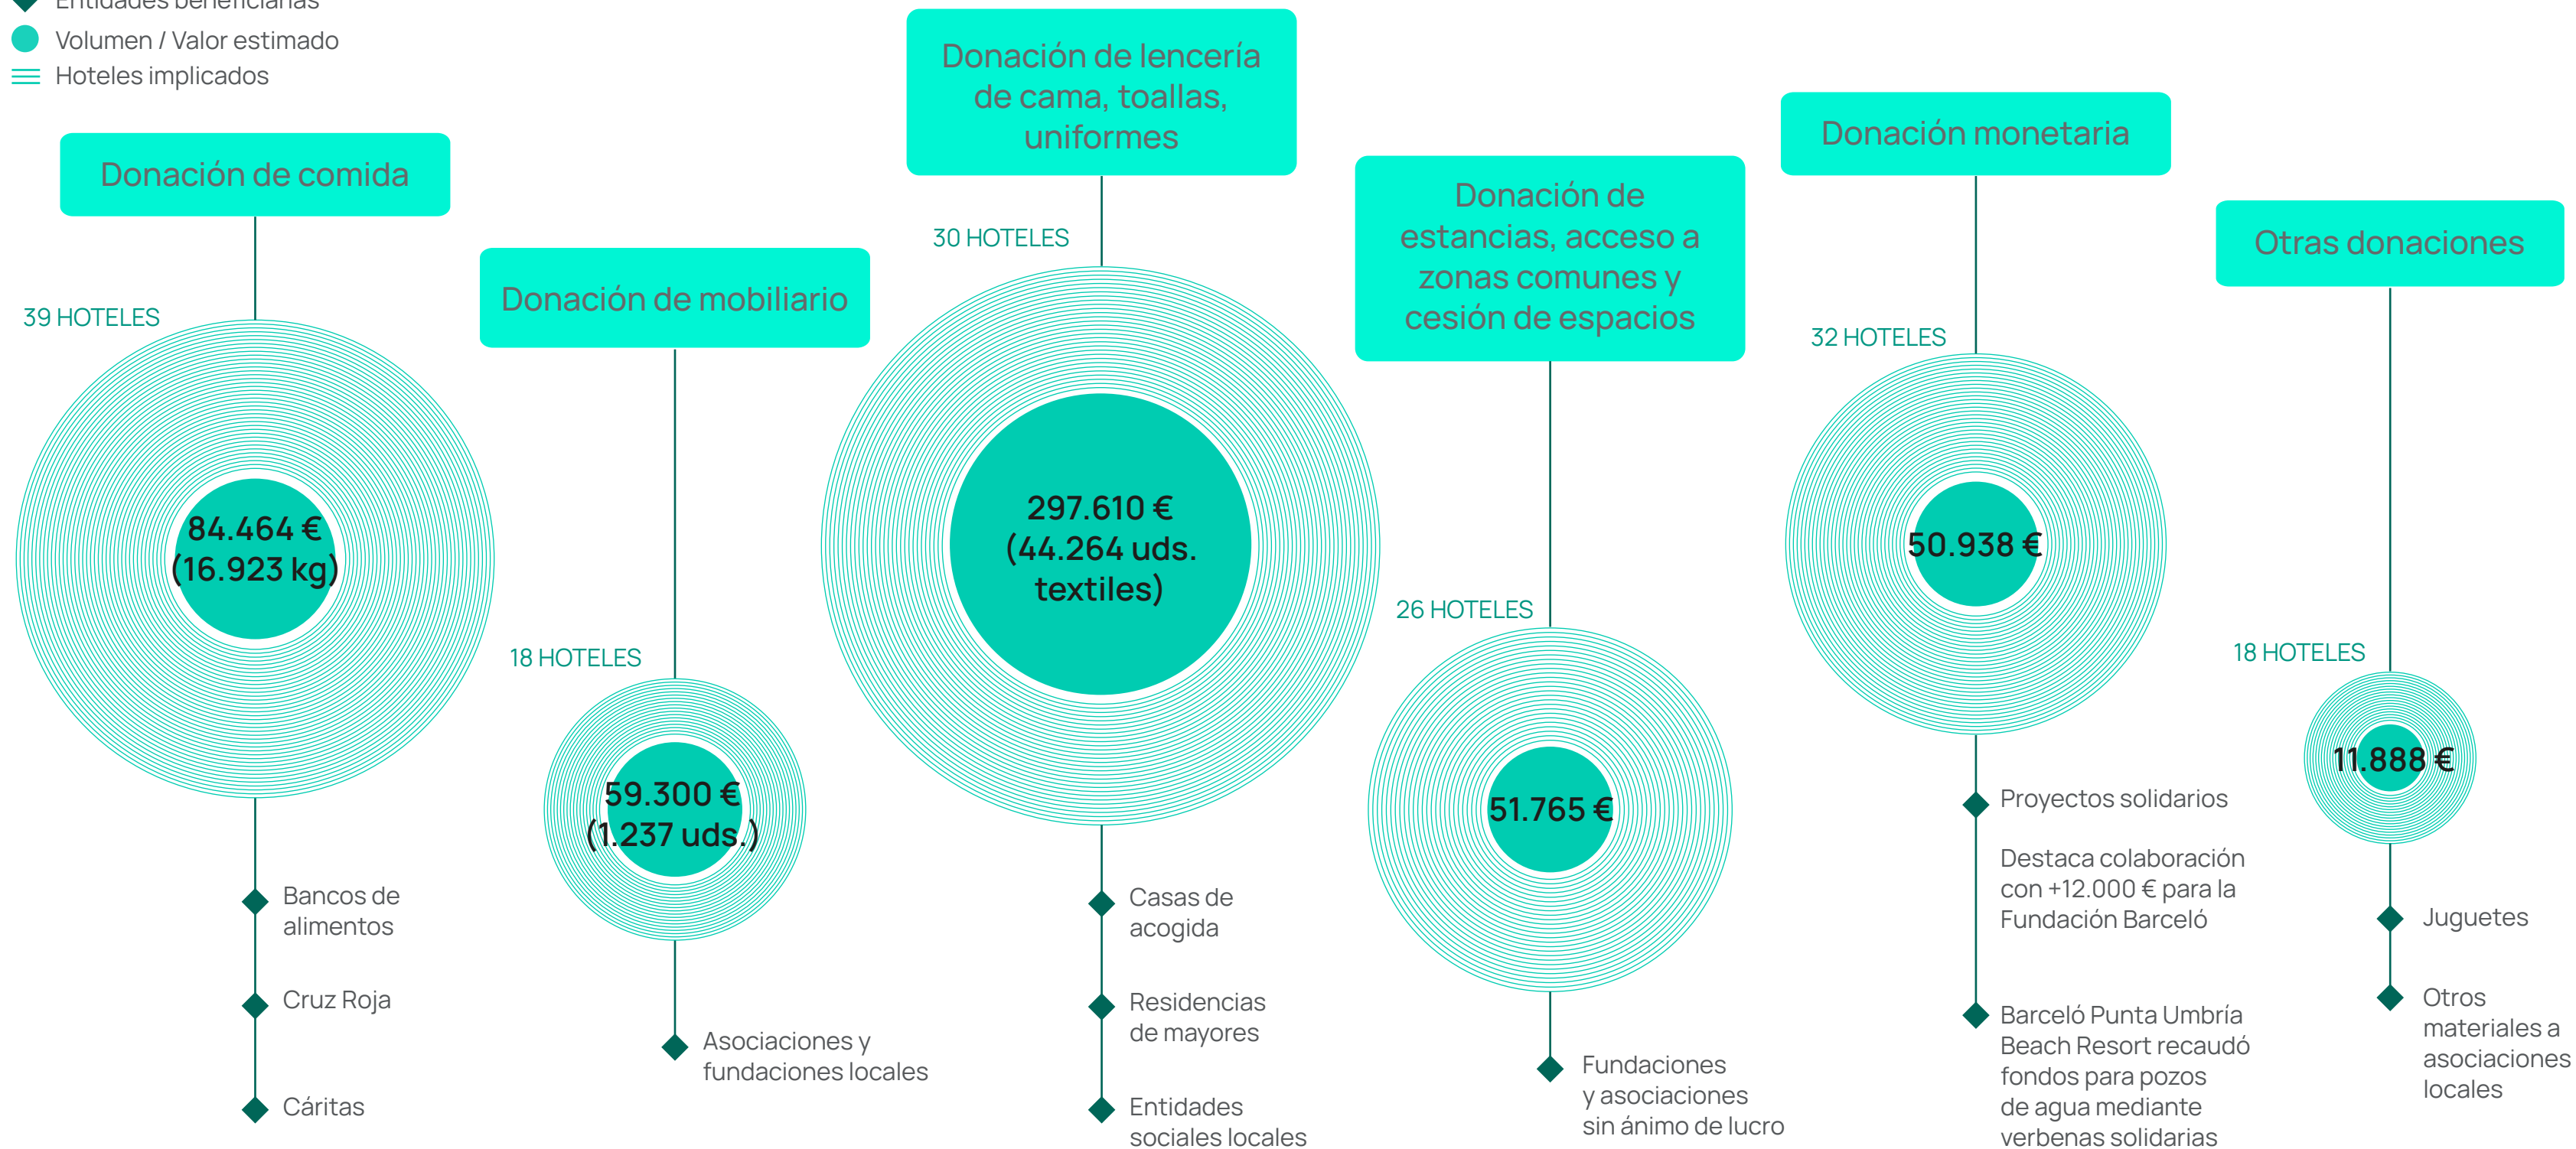 Entidades beneficiarias
Volumen / Valor estimado
Hoteles implicados
Donación de comida
39 HOTELES
84.464 €
(16.923 kg)
Bancos de
alimentos
Cruz Roja
Cáritas
Donación de mobiliario
18 HOTELES
59.300 €
(1.237 uds.)
Asociaciones y
fundaciones locales
Donación de lencería
de cama, toallas,
uniformes
30 HOTELES
297.610 €
(44.264 uds.
textiles)
Casas de
acogida
Residencias
de mayores
Entidades
sociales locales
Donación de
estancias, acceso a
zonas comunes y
cesión de espacios
26 HOTELES
51.765 €
Fundaciones
y asociaciones
sin ánimo de lucro
Donación monetaria
32 HOTELES
50.938 €
Proyectos solidarios
Destaca colaboración
con +12.000 € para la
Fundación Barceló
Barceló Punta Umbría
Beach Resort recaudó
fondos para pozos
de agua mediante
verbenas solidarias
Otras donaciones
18 HOTELES
11.888 €
Juguetes
Otros
materiales a
asociaciones
locales